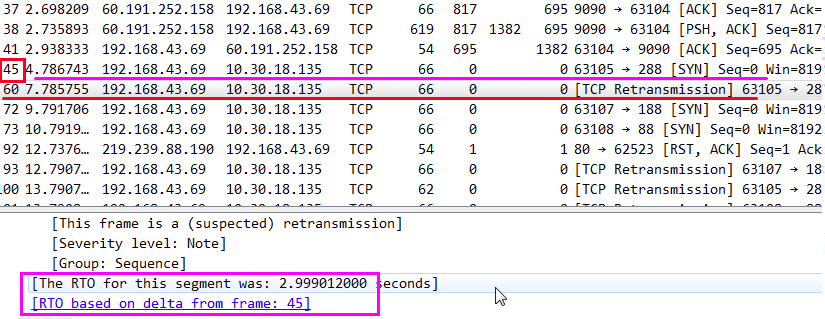 37 2.698209 60.191.252.158 192.168.43.69 TCP 66 817 695 9090 → 63104 [ACK] Seq=817 Ack=
38 2.735893 60.191.252.158 192.168.43.69 TCP 619 817 1382 695 9090 → 63104 [PSH, ACK] Seq=817
41 2.938333 192.168.43.69 60.191.252.158 TCP 54 695 1382 63104 → 9090 [ACK] Seq=695 Ack=
45 4.786743 192.168.43.69 10.30.18.135 TCP 66 0 0 63105 → 288 [SYN] Seq=0 Win=819
60 7.785755 192.168.43.69 10.30.18.135 TCP 66 0 0 [TCP Retransmission] 63105 → 28
72 9.791706 192.168.43.69 10.30.18.135 TCP 66 0 0 63107 → 188 [SYN] Seq=0 Win=819
73 10.7919… 192.168.43.69 10.30.18.135 TCP 66 0 0 63108 → 88 [SYN] Seq=0 Win=8192
92 12.7376… 219.239.88.190 192.168.43.69 TCP 54 1 1 80 → 62523 [RST, ACK] Seq=1 Ack
93 12.7907… 192.168.43.69 10.30.18.135 TCP 66 0 0 [TCP Retransmission] 63107 → 18
100 13.7907… 192.168.43.69 10.30.18.135 TCP 62 0 0 [TCP Retransmission] 63105 → 28
[This frame is a (suspected) retransmission]
[Severity level: Note]
[Group: Sequence]
[The RTO for this segment was: 2.999012000 seconds]
[RTO based on delta from frame: 45]